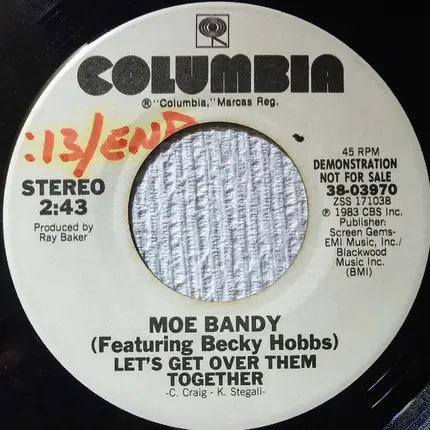 COLUMBIA
® "Columbia," Marcas Reg.
:13/END
STEREO
2:43
Produced by
Ray Baker
45 RPM
DEMONSTRATION
NOT FOR SALE
38-03970
ZSS 171038
℗ 1983 CBS Inc.
Publisher:
Screen Gems-
EMI Music, Inc./
Blackwood
Music Inc.
(BMI)
MOE BANDY
(Featuring Becky Hobbs)
LET'S GET OVER THEM
TOGETHER
-C. Craig - K. Stegall-